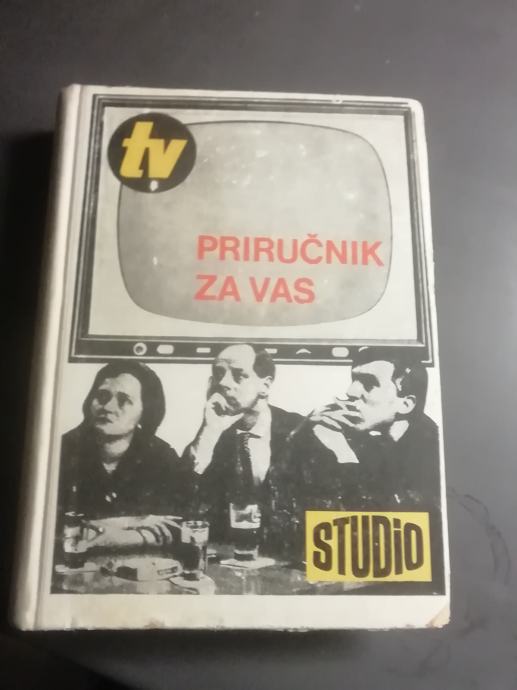 tv
PRIRUČNIK
ZA VAS
STUDiO